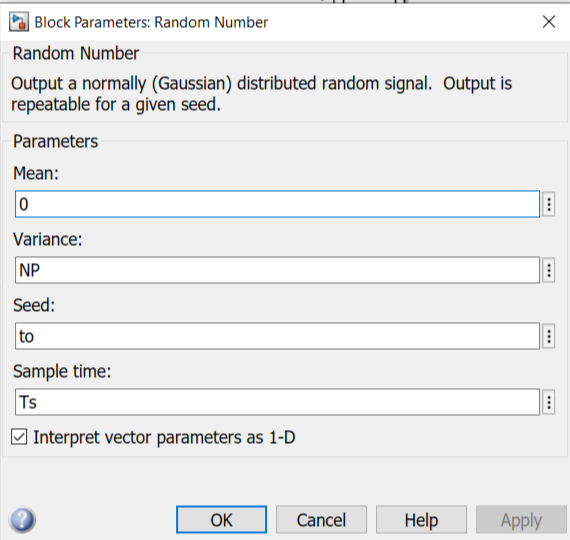 Block Parameters: Random Number
Random Number
Output a normally (Gaussian) distributed random signal.  Output is
repeatable for a given seed.
Parameters
Mean:
0
Variance:
NP
Seed:
to
Sample time:
Ts
Interpret vector parameters as 1-D
OK Cancel Help Apply